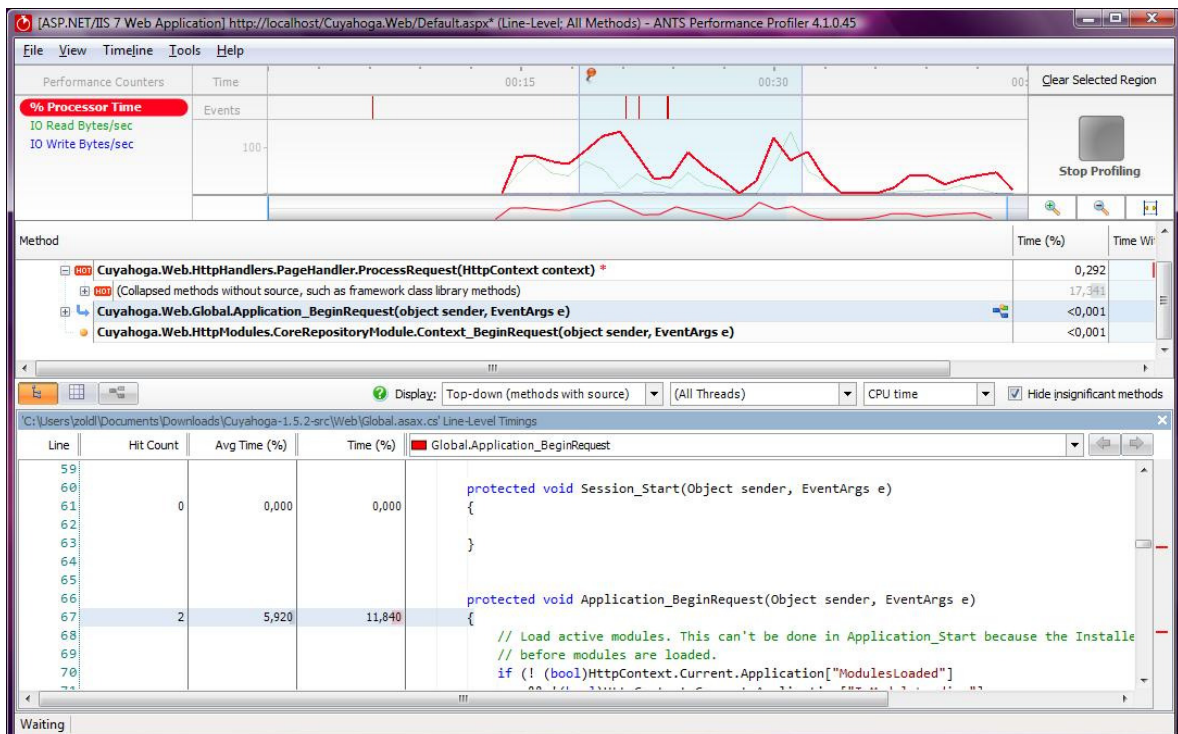 [ASP.NET/IIS 7 Web Application] http://localhost/Cuyahoga.Web/Default.aspx* (Line-Level; All Methods) - ANTS Performance Profiler 4.1.0.45
File View Timeline Tools Help
Performance Counters Time 00:15 00:30 00: Clear Selected Region
% Processor Time Events
IO Read Bytes/sec
IO Write Bytes/sec 100
Stop Profiling
Method Time (%) Time Wi
HOT Cuyahoga.Web.HttpHandlers.PageHandler.ProcessRequest(HttpContext context) * 0,292
HOT (Collapsed methods without source, such as framework class library methods) 17,341
Cuyahoga.Web.Global.Application_BeginRequest(object sender, EventArgs e) <0,001
Cuyahoga.Web.HttpModules.CoreRepositoryModule.Context_BeginRequest(object sender, EventArgs e) <0,001
Display: Top-down (methods with source) (All Threads) CPU time Hide insignificant methods
'C:\Users\zoldl\Documents\Downloads\Cuyahoga-1.5.2-src\Web\Global.asax.cs' Line-Level Timings
Line Hit Count Avg Time (%) Time (%) Global.Application_BeginRequest
59
60 protected void Session_Start(Object sender, EventArgs e)
61 0 0,000 0,000 {
62
63 }
64
65
66 protected void Application_BeginRequest(Object sender, EventArgs e)
67 2 5,920 11,840 {
68 // Load active modules. This can't be done in Application_Start because the Installe
69 // before modules are loaded.
70 if (! (bool)HttpContext.Current.Application["ModulesLoaded"]
Waiting